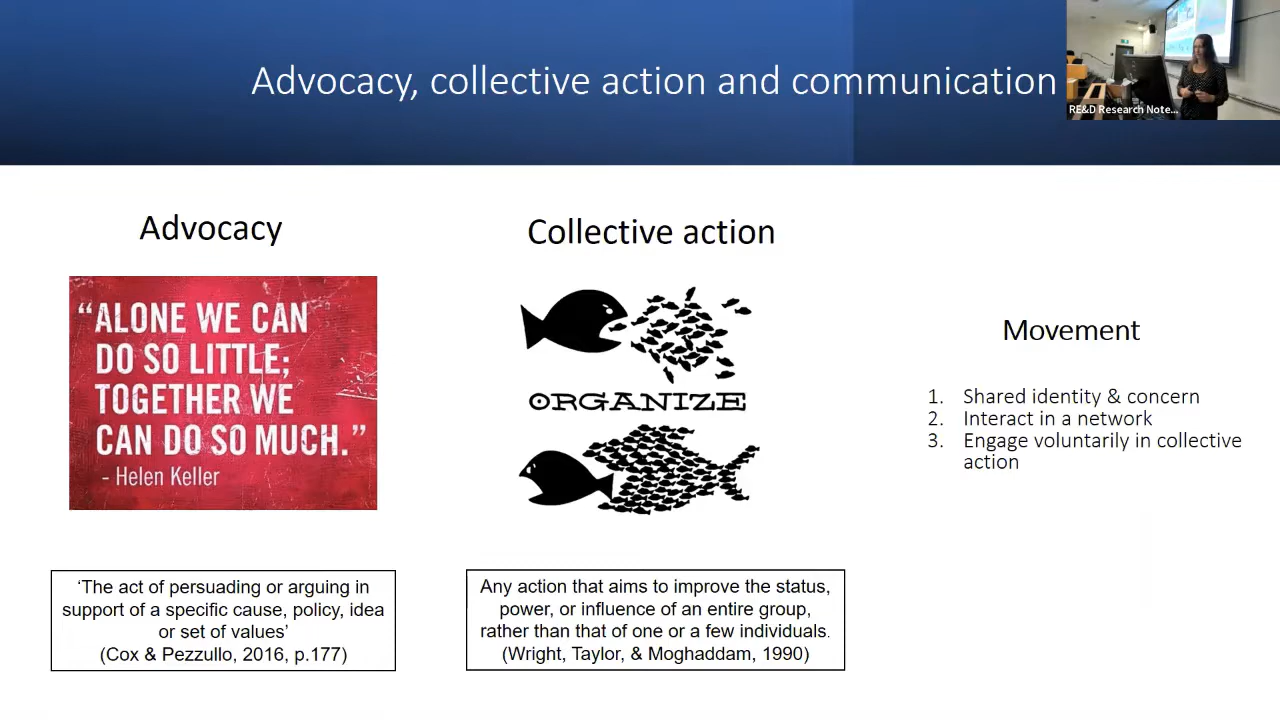 Advocacy, collective action and communication
RE&D Research Note...
Advocacy
“ALONE WE CAN
DO SO LITTLE;
TOGETHER WE
CAN DO SO MUCH.”
- Helen Keller
‘The act of persuading or arguing in
support of a specific cause, policy, idea
or set of values’
(Cox & Pezzullo, 2016, p.177)
Collective action
ORGANIZE
Any action that aims to improve the status,
power, or influence of an entire group,
rather than that of one or a few individuals.
(Wright, Taylor, & Moghaddam, 1990)
Movement
1. Shared identity & concern
2. Interact in a network
3. Engage voluntarily in collective
action